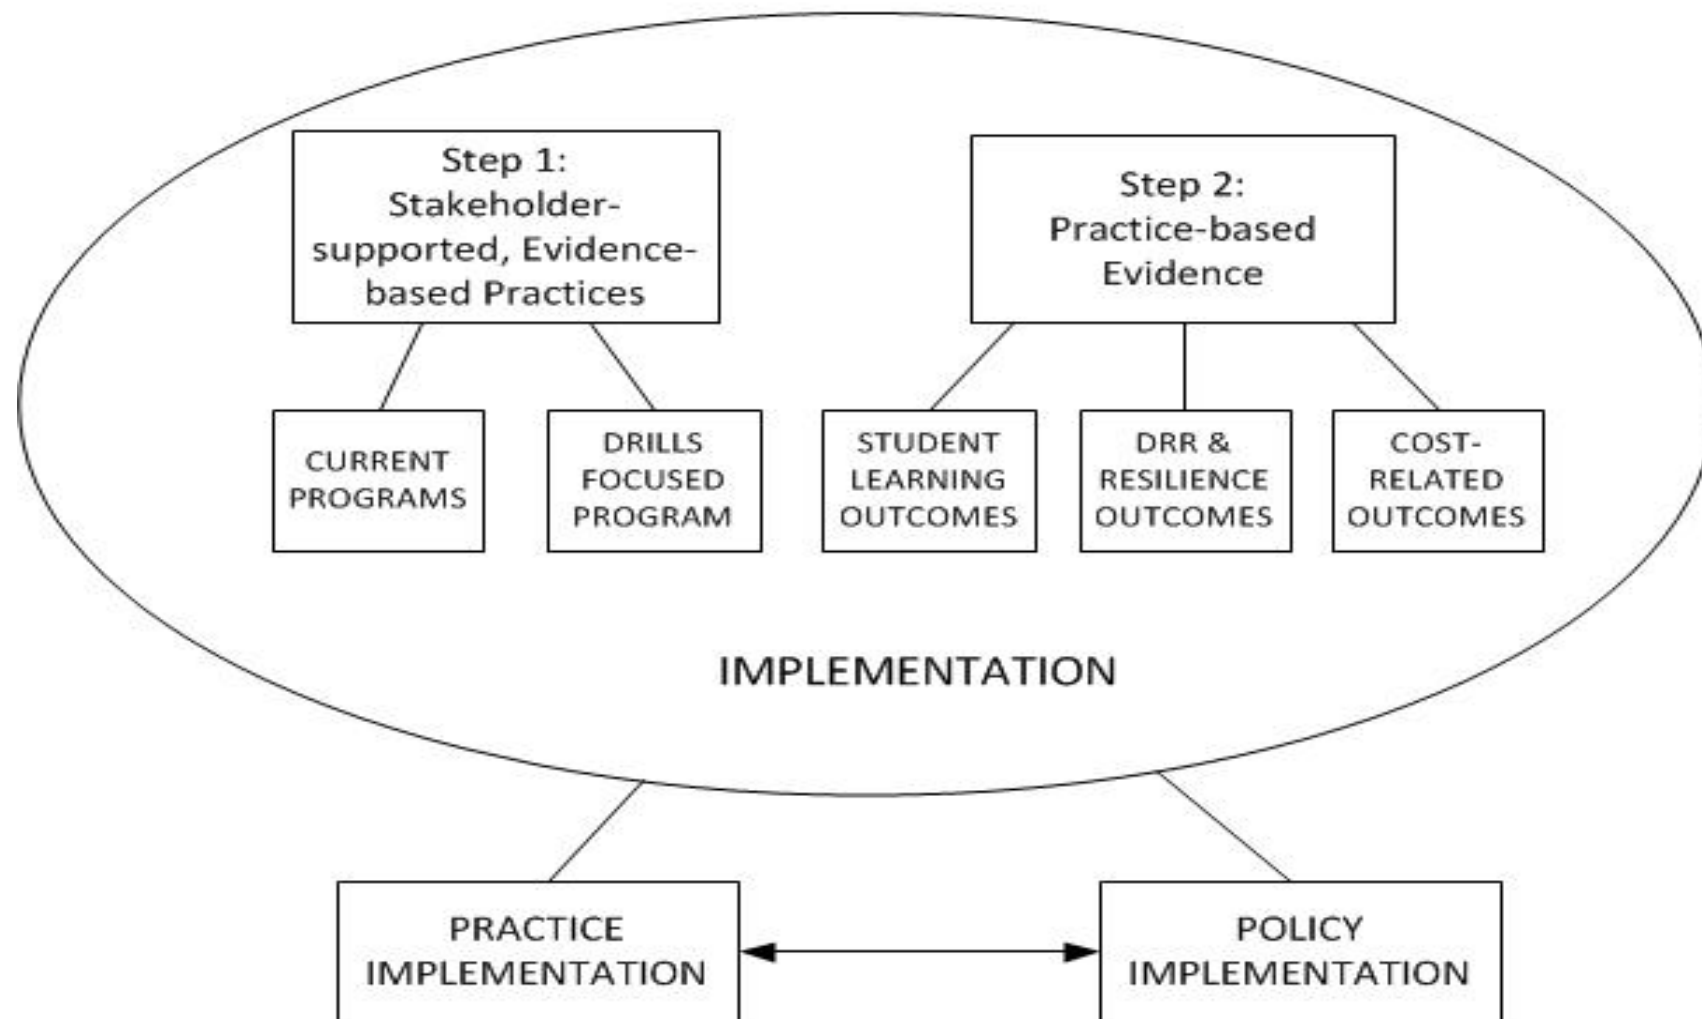 Step 1:
Stakeholder-
supported, Evidence-
based Practices
Step 2:
Practice-based
Evidence
CURRENT
PROGRAMS
DRILLS
FOCUSED
PROGRAM
STUDENT
LEARNING
OUTCOMES
DRR &
RESILIENCE
OUTCOMES
COST-
RELATED
OUTCOMES
IMPLEMENTATION
PRACTICE
IMPLEMENTATION
POLICY
IMPLEMENTATION